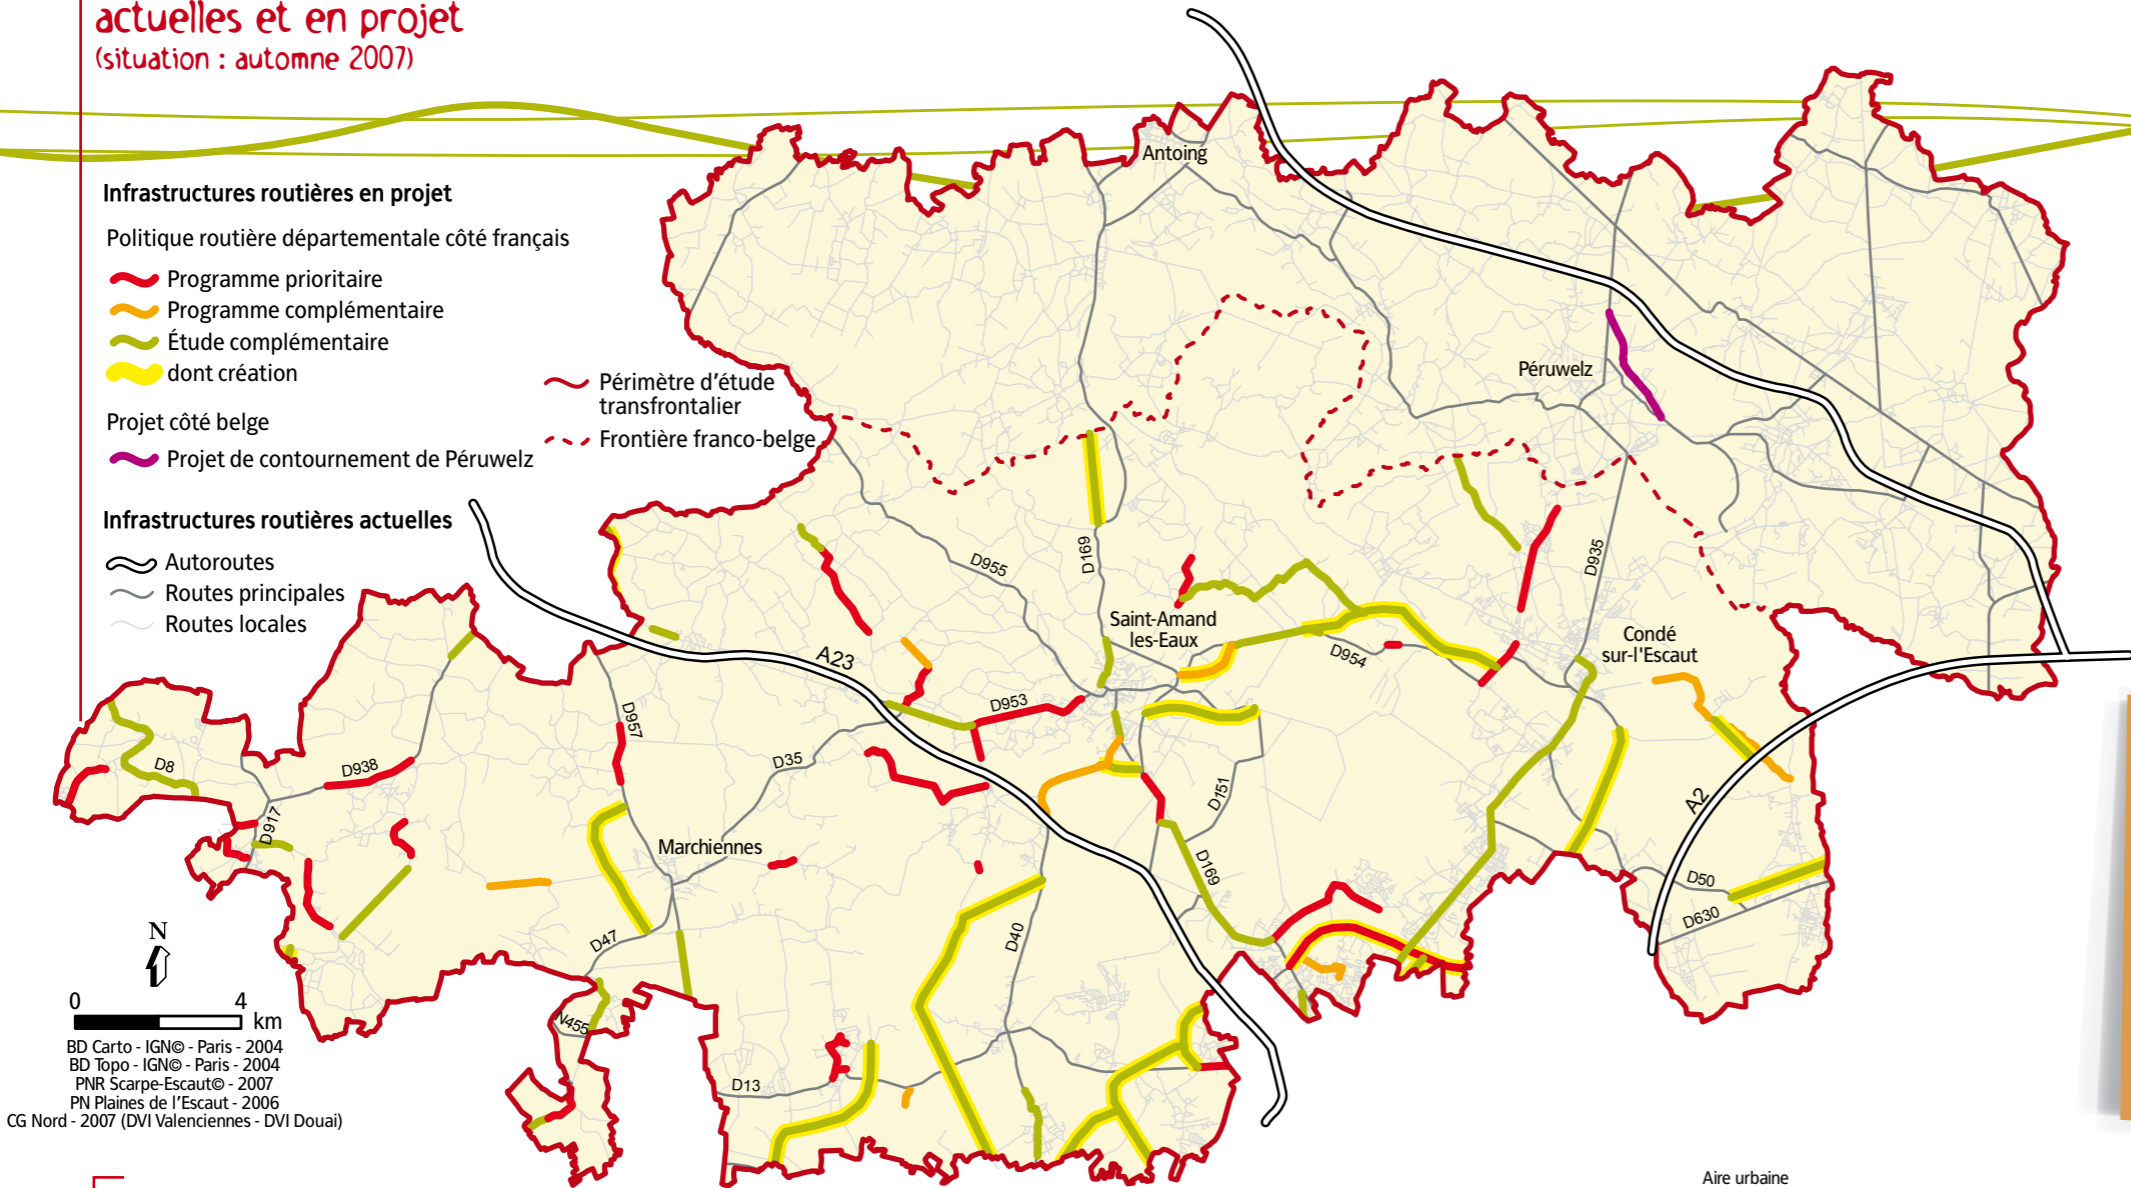 actuelles et en projet
(situation : automne 2007)
Infrastructures routières en projet
Politique routière départementale côté français
Programme prioritaire
Programme complémentaire
Étude complémentaire
dont création
Projet côté belge
Projet de contournement de Péruwelz
Périmètre d'étude
transfrontalier
Frontière franco-belge
Infrastructures routières actuelles
Autoroutes
Routes principales
Routes locales
Antoing
Péruwelz
D955
D169
D935
Saint-Amand
les-Eaux
Condé
sur-l'Escaut
A23
D954
D953
D957
D35
D8
D938
D917
D151
A2
Marchiennes
D169
D50
D630
D47
D40
N455
D13
N
0 4
km
BD Carto - IGN© - Paris - 2004
BD Topo - IGN© - Paris - 2004
PNR Scarpe-Escaut© - 2007
PN Plaines de l'Escaut - 2006
CG Nord - 2007 (DVI Valenciennes - DVI Douai)
Aire urbaine